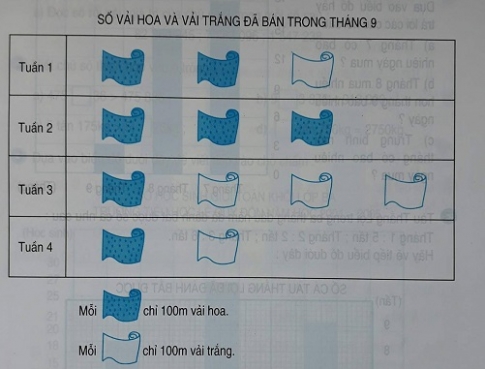 SỐ VẢI HOA VÀ VẢI TRẮNG ĐÃ BÁN TRONG THÁNG 9
Tuần 1
Tuần 2
Tuần 3
Tuần 4
Mỗi chỉ 100m vải hoa.
Mỗi chỉ 100m vải trắng.